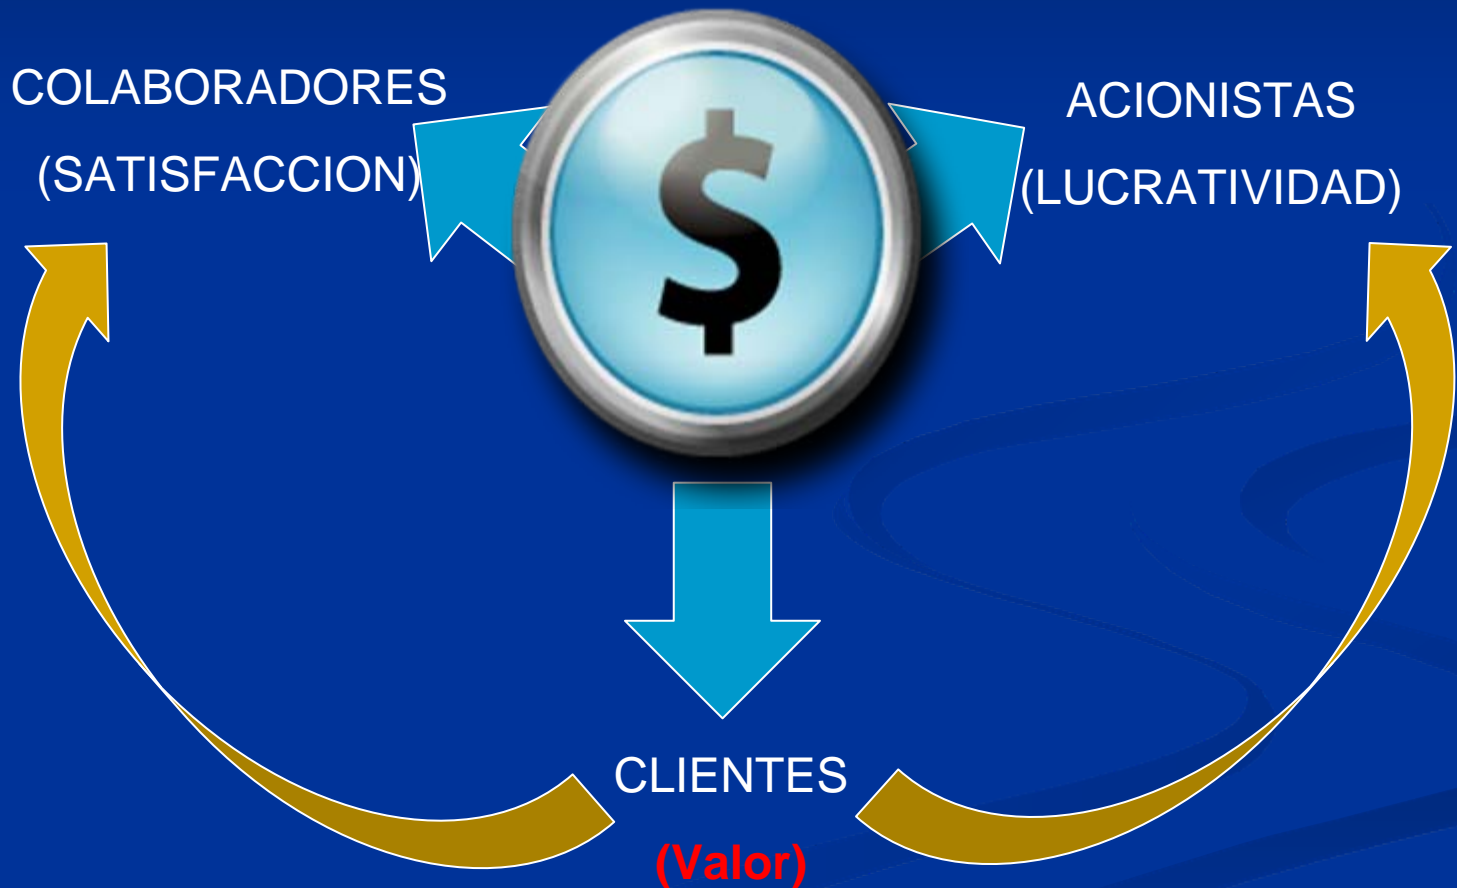 COLABORADORES
(SATISFACCION)
ACIONISTAS
(LUCRATIVIDAD)
$
CLIENTES
(Valor)